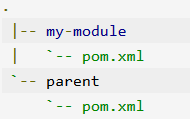 .
|-- my-module
|   `-- pom.xml
`-- parent
    `-- pom.xml